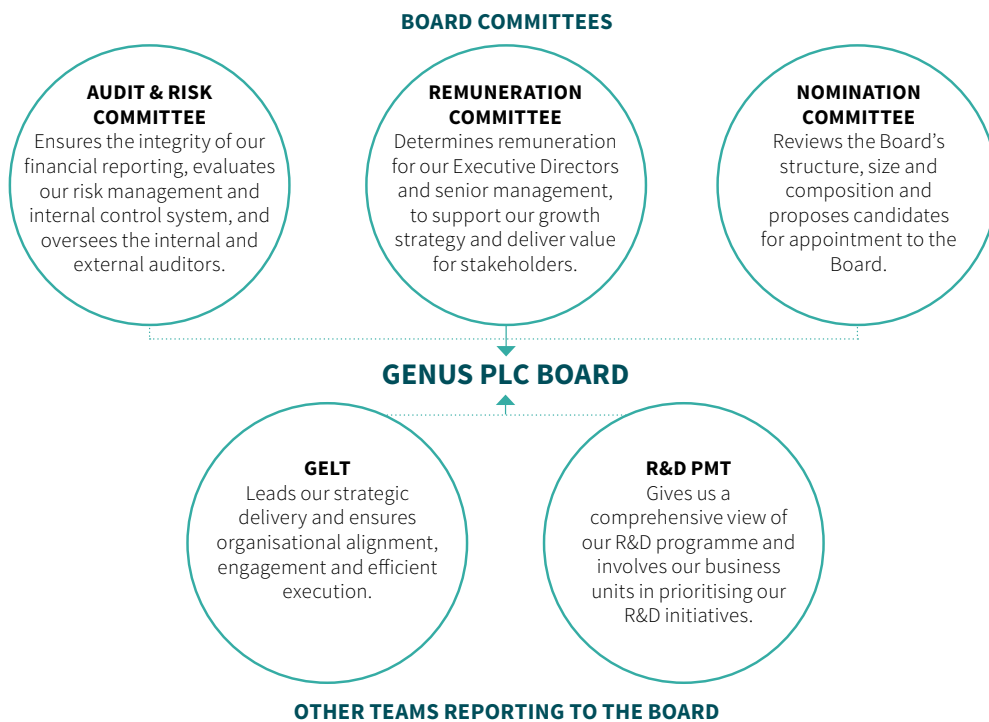 BOARD COMMITTEES
AUDIT & RISK
COMMITTEE
Ensures the integrity of our
financial reporting, evaluates
our risk management and
internal control system, and
oversees the internal and
external auditors.
REMUNERATION
COMMITTEE
Determines remuneration
for our Executive Directors
and senior management,
to support our growth
strategy and deliver value
for stakeholders.
NOMINATION
COMMITTEE
Reviews the Board’s
structure, size and
composition and
proposes candidates
for appointment to the
Board.
GENUS PLC BOARD
GELT
Leads our strategic
delivery and ensures
organisational alignment,
engagement and efficient
execution.
R&D PMT
Gives us a
comprehensive view of
our R&D programme and
involves our business
units in prioritising our
R&D initiatives.
OTHER TEAMS REPORTING TO THE BOARD